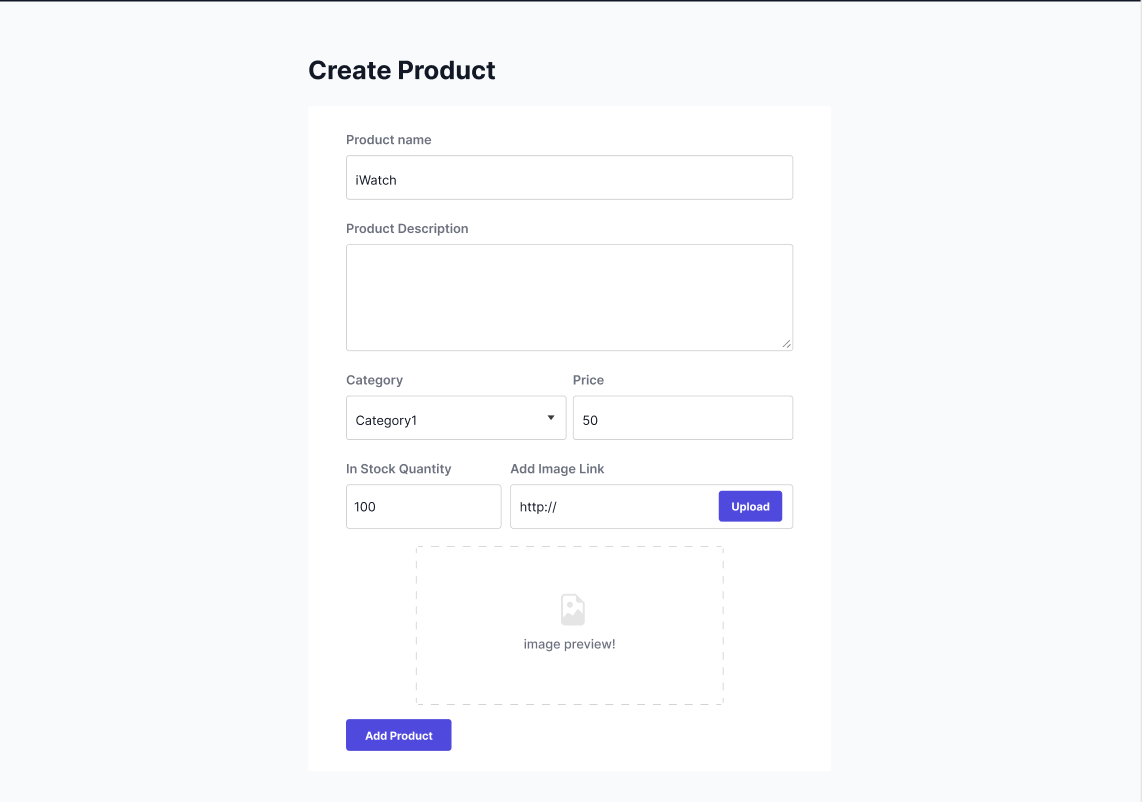 Create Product
Product name
iWatch
Product Description
Category Price
Category1 50
In Stock Quantity Add Image Link
100 http:// Upload
image preview!
Add Product